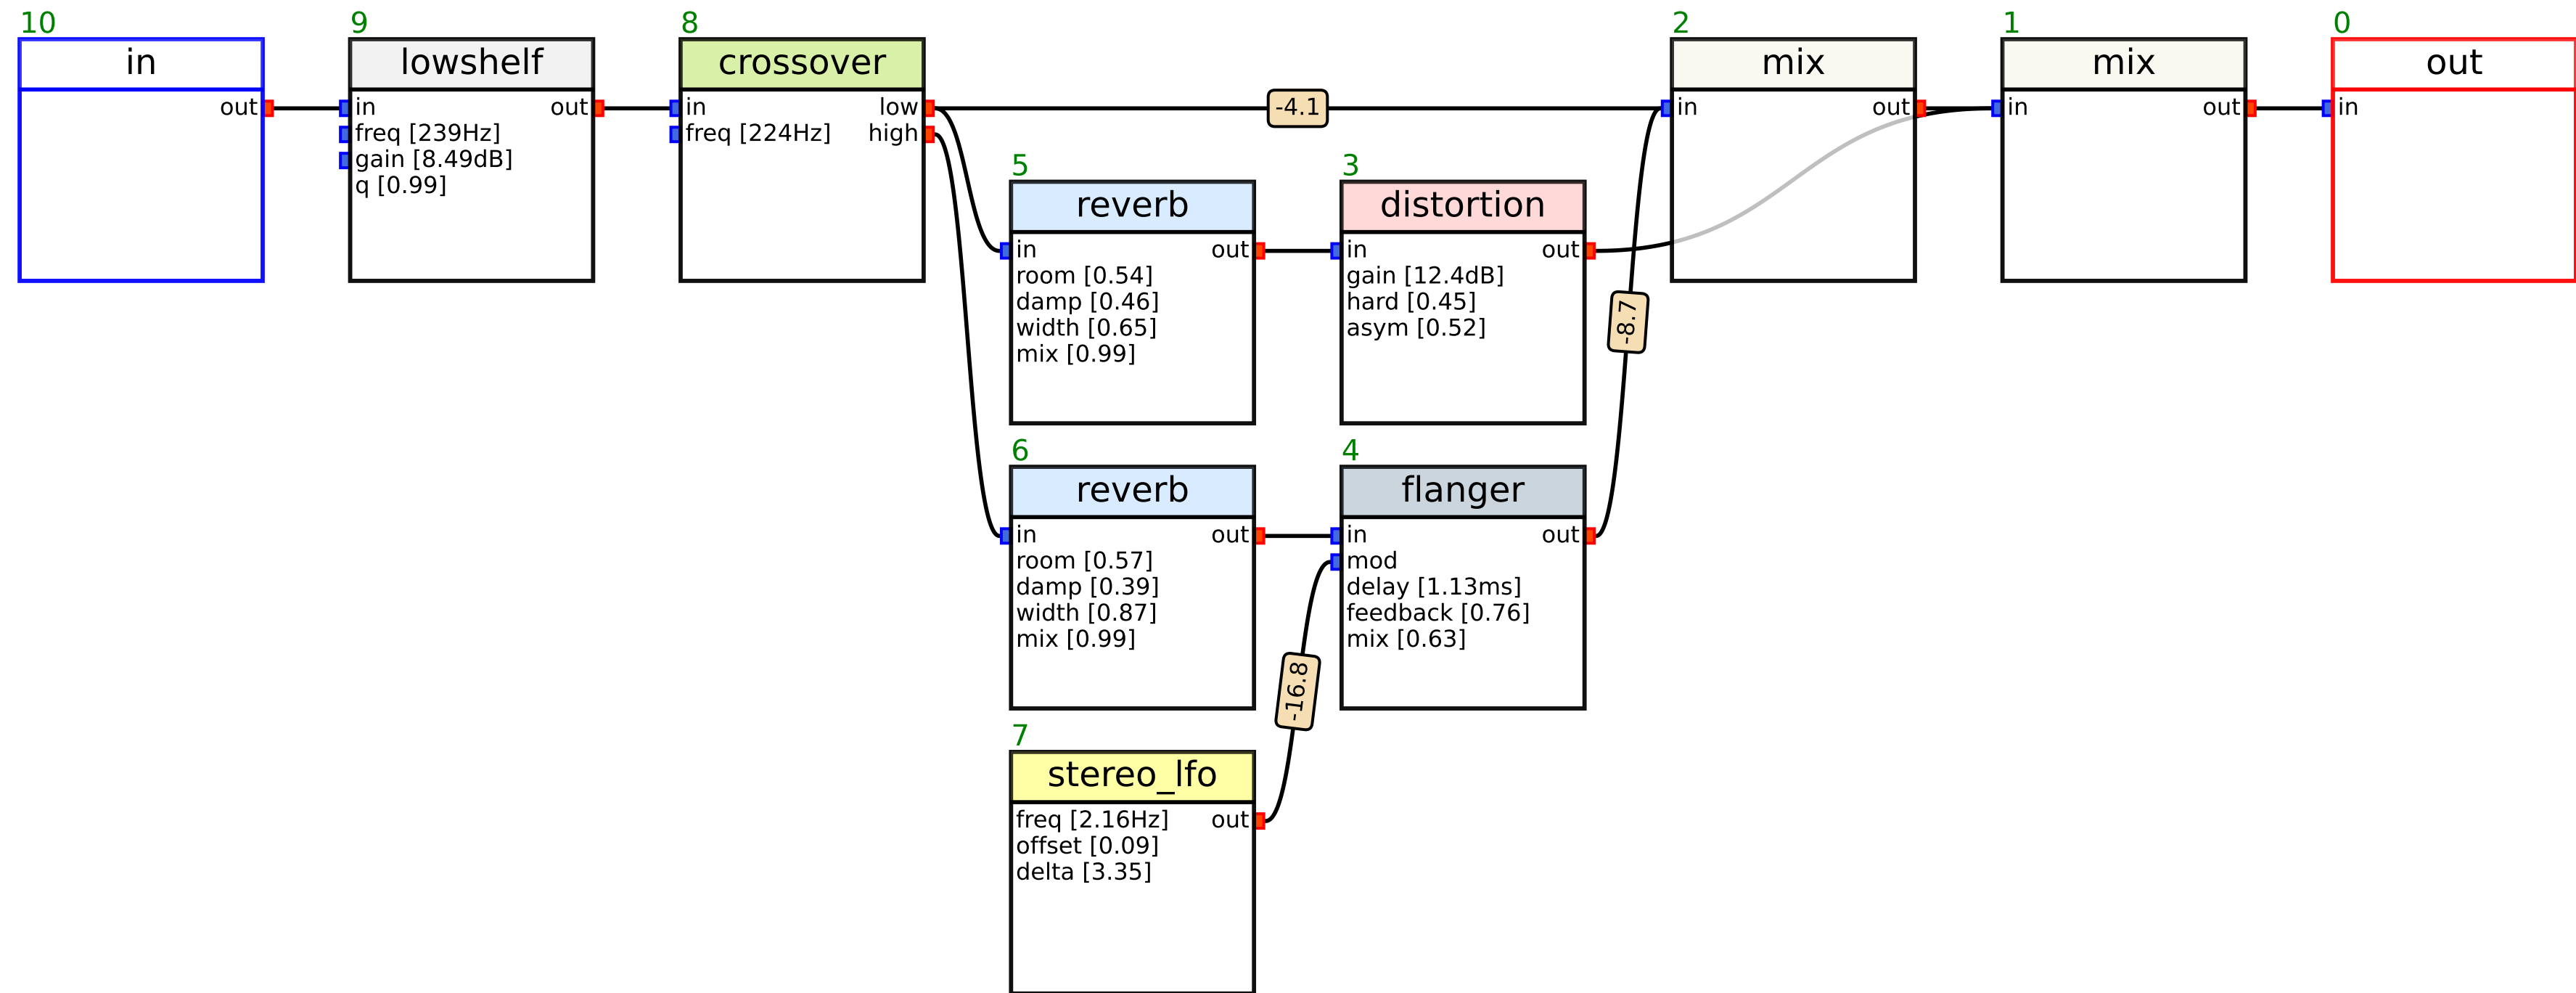 10
in
out
9
lowshelf
in out
freq [239Hz]
gain [8.49dB]
q [0.99]
8
crossover
in low
freq [224Hz] high
-4.1
5
reverb
in out
room [0.54]
damp [0.46]
width [0.65]
mix [0.99]
3
distortion
in out
gain [12.4dB]
hard [0.45]
asym [0.52]
-8.7
6
reverb
in out
room [0.57]
damp [0.39]
width [0.87]
mix [0.99]
4
flanger
in out
mod
delay [1.13ms]
feedback [0.76]
mix [0.63]
-16.8
7
stereo_lfo
freq [2.16Hz] out
offset [0.09]
delta [3.35]
2
mix
in out
1
mix
in out
0
out
in